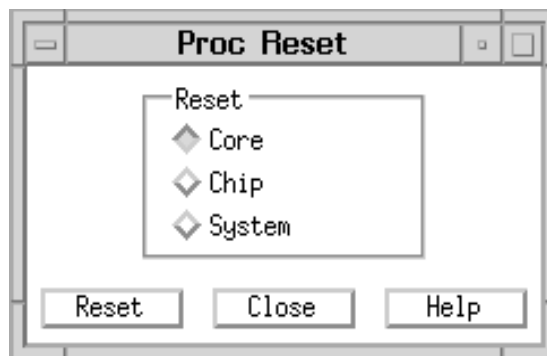 Proc Reset
Reset
Core
Chip
System
Reset Close Help